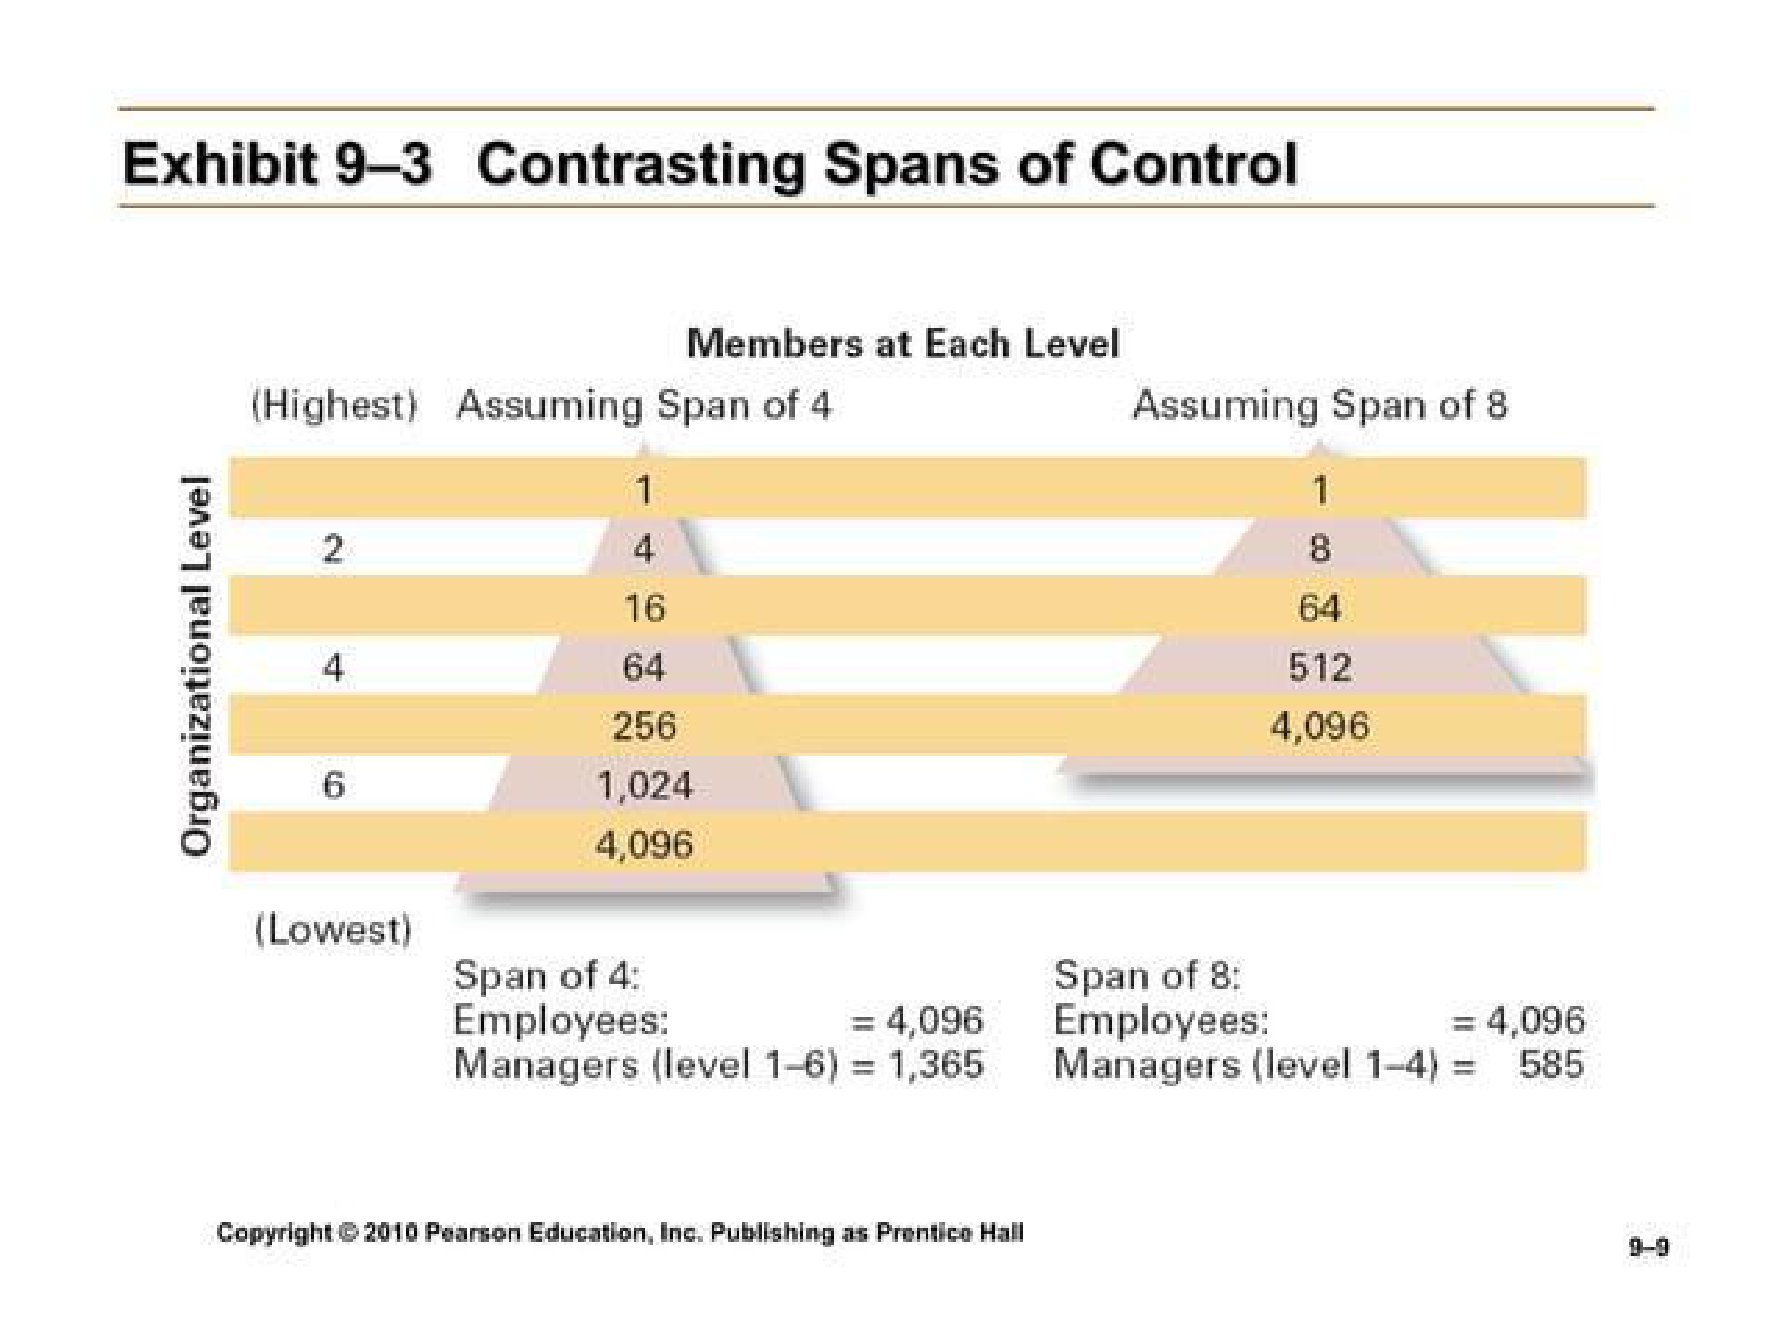 Exhibit 9–3 Contrasting Spans of Control
Members at Each Level
(Highest) Assuming Span of 4 Assuming Span of 8
Organizational Level
1 1
2 4 8
16 64
4 64 512
256 4,096
6 1,024
4,096
(Lowest)
Span of 4: Span of 8:
Employees: = 4,096 Employees: = 4,096
Managers (level 1–6) = 1,365 Managers (level 1–4) = 585
Copyright © 2010 Pearson Education, Inc. Publishing as Prentice Hall
9–9